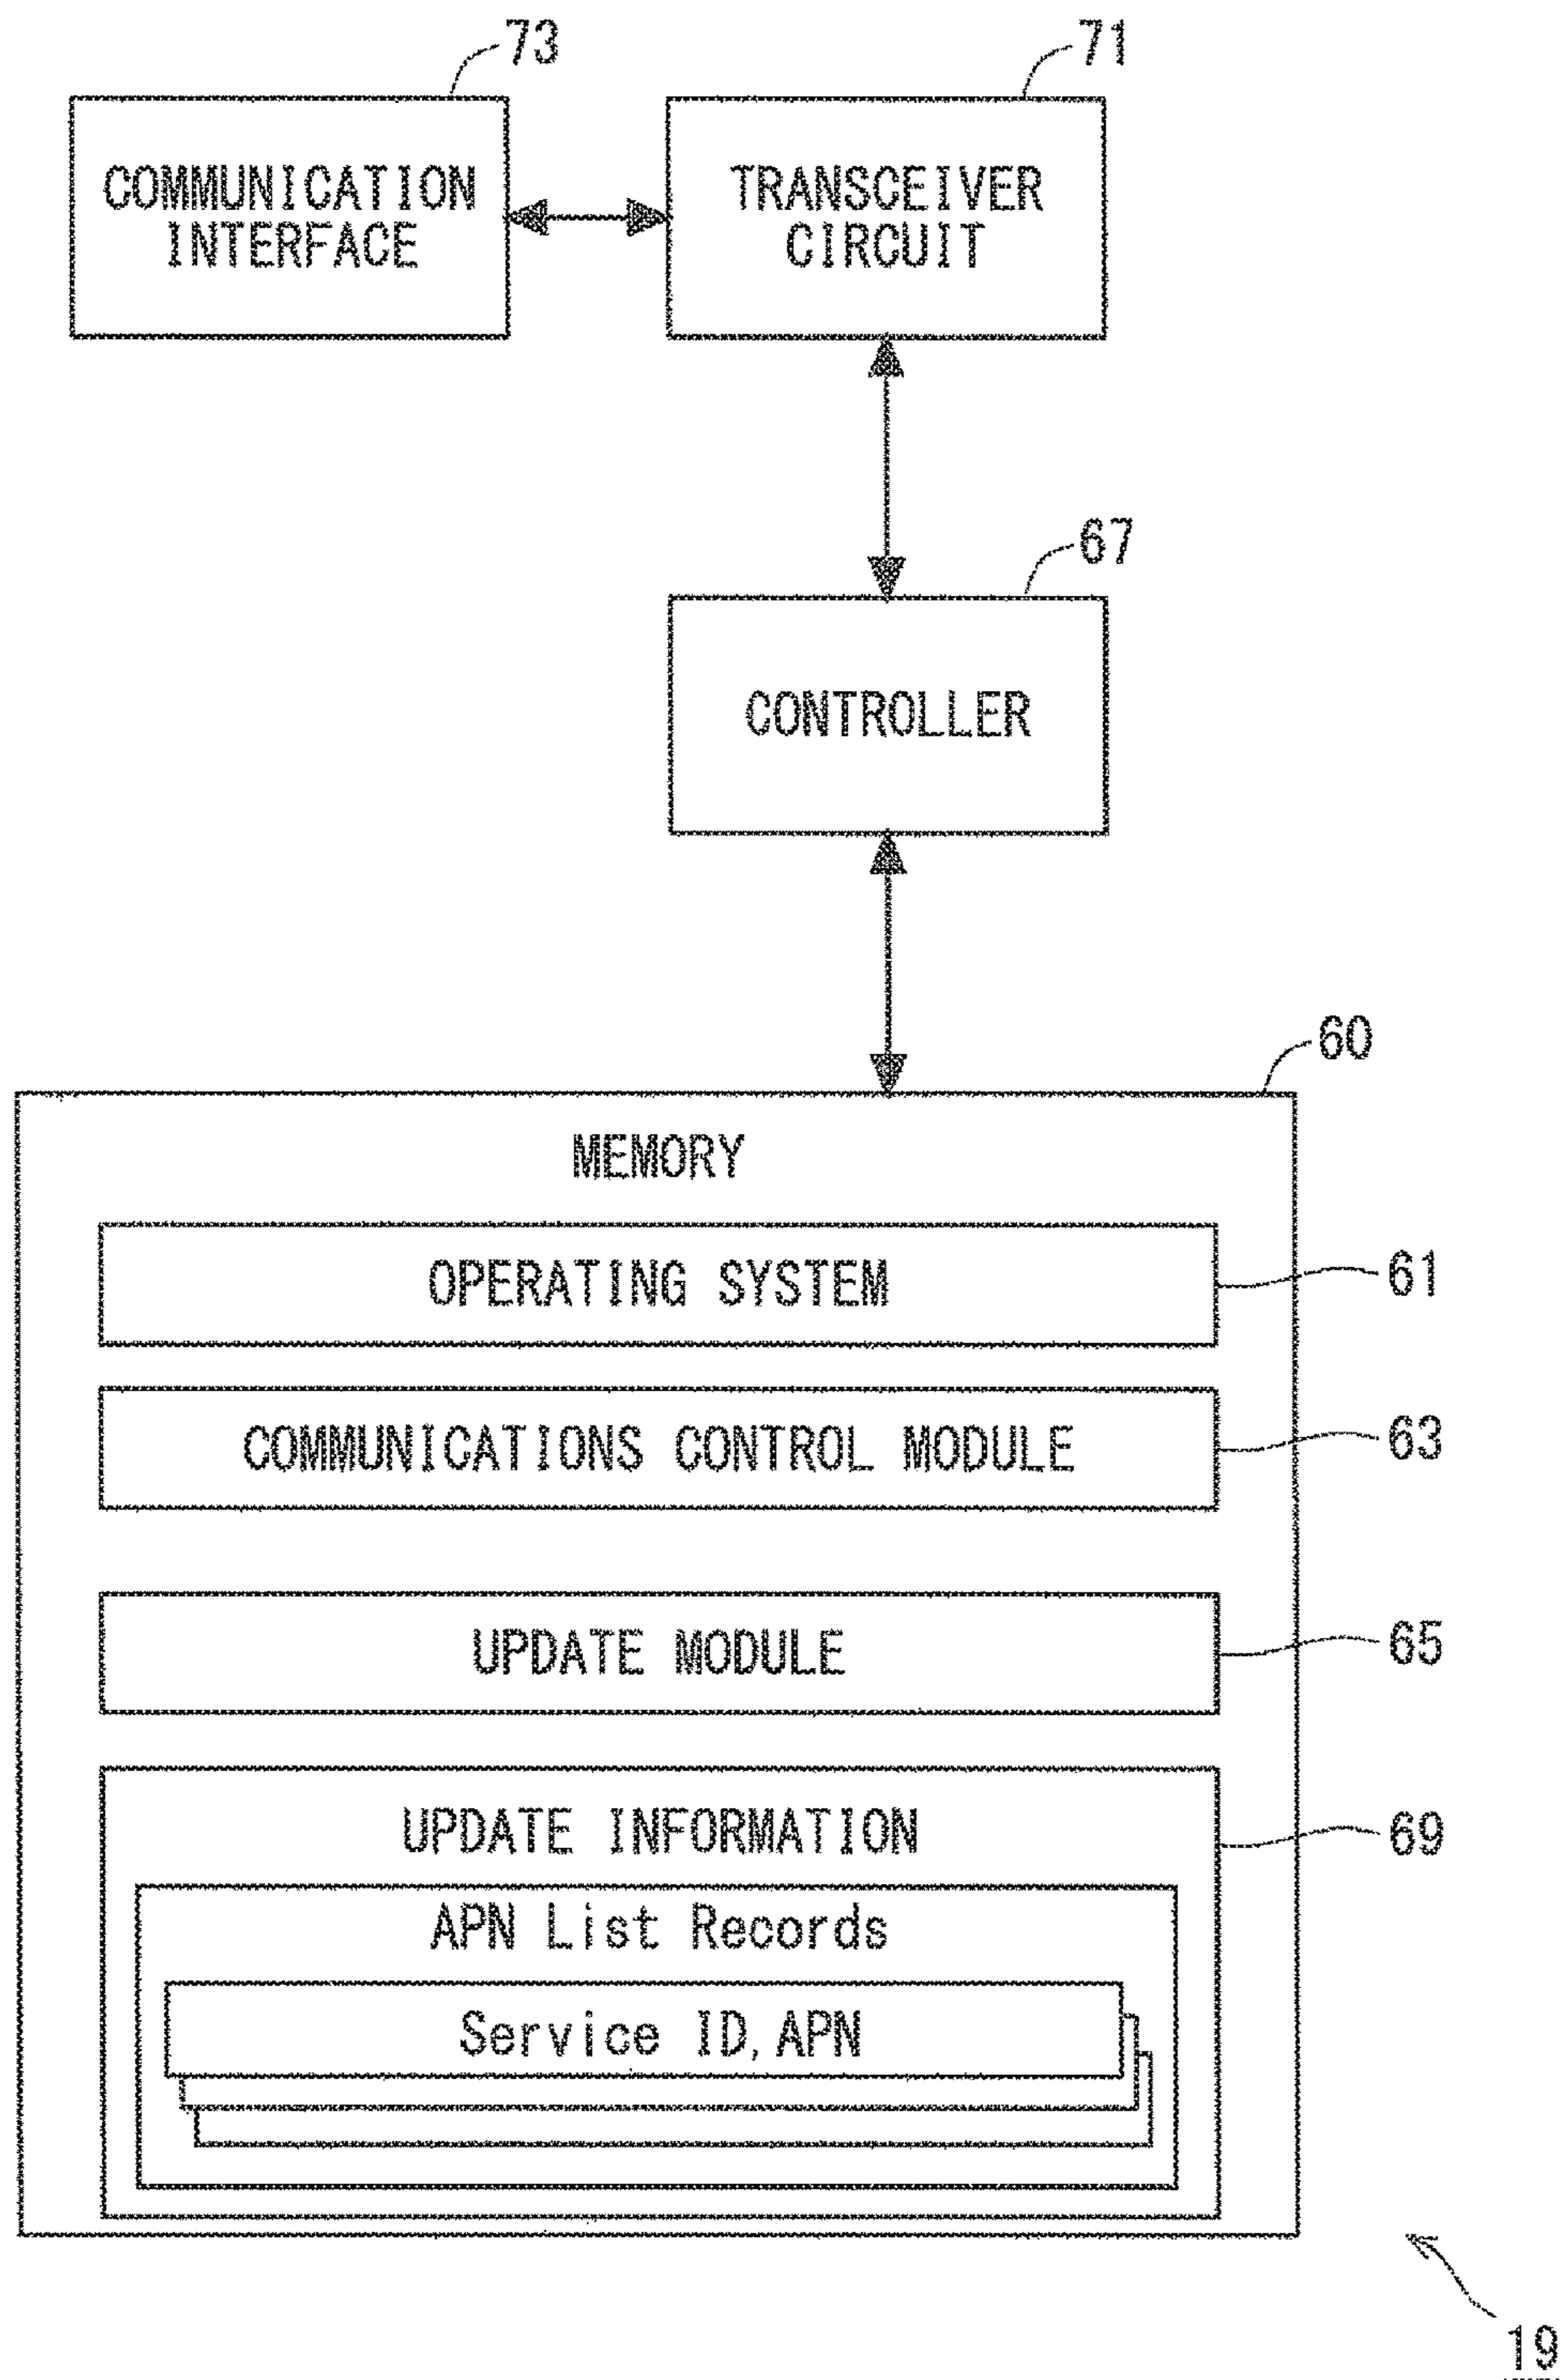 73
71
COMMUNICATION
INTERFACE
TRANSCEIVER
CIRCUIT
67
CONTROLLER
60
MEMORY
OPERATING SYSTEM
61
COMMUNICATIONS CONTROL MODULE
63
UPDATE MODULE
65
UPDATE INFORMATION
69
APN List Records
Service ID, APN
19